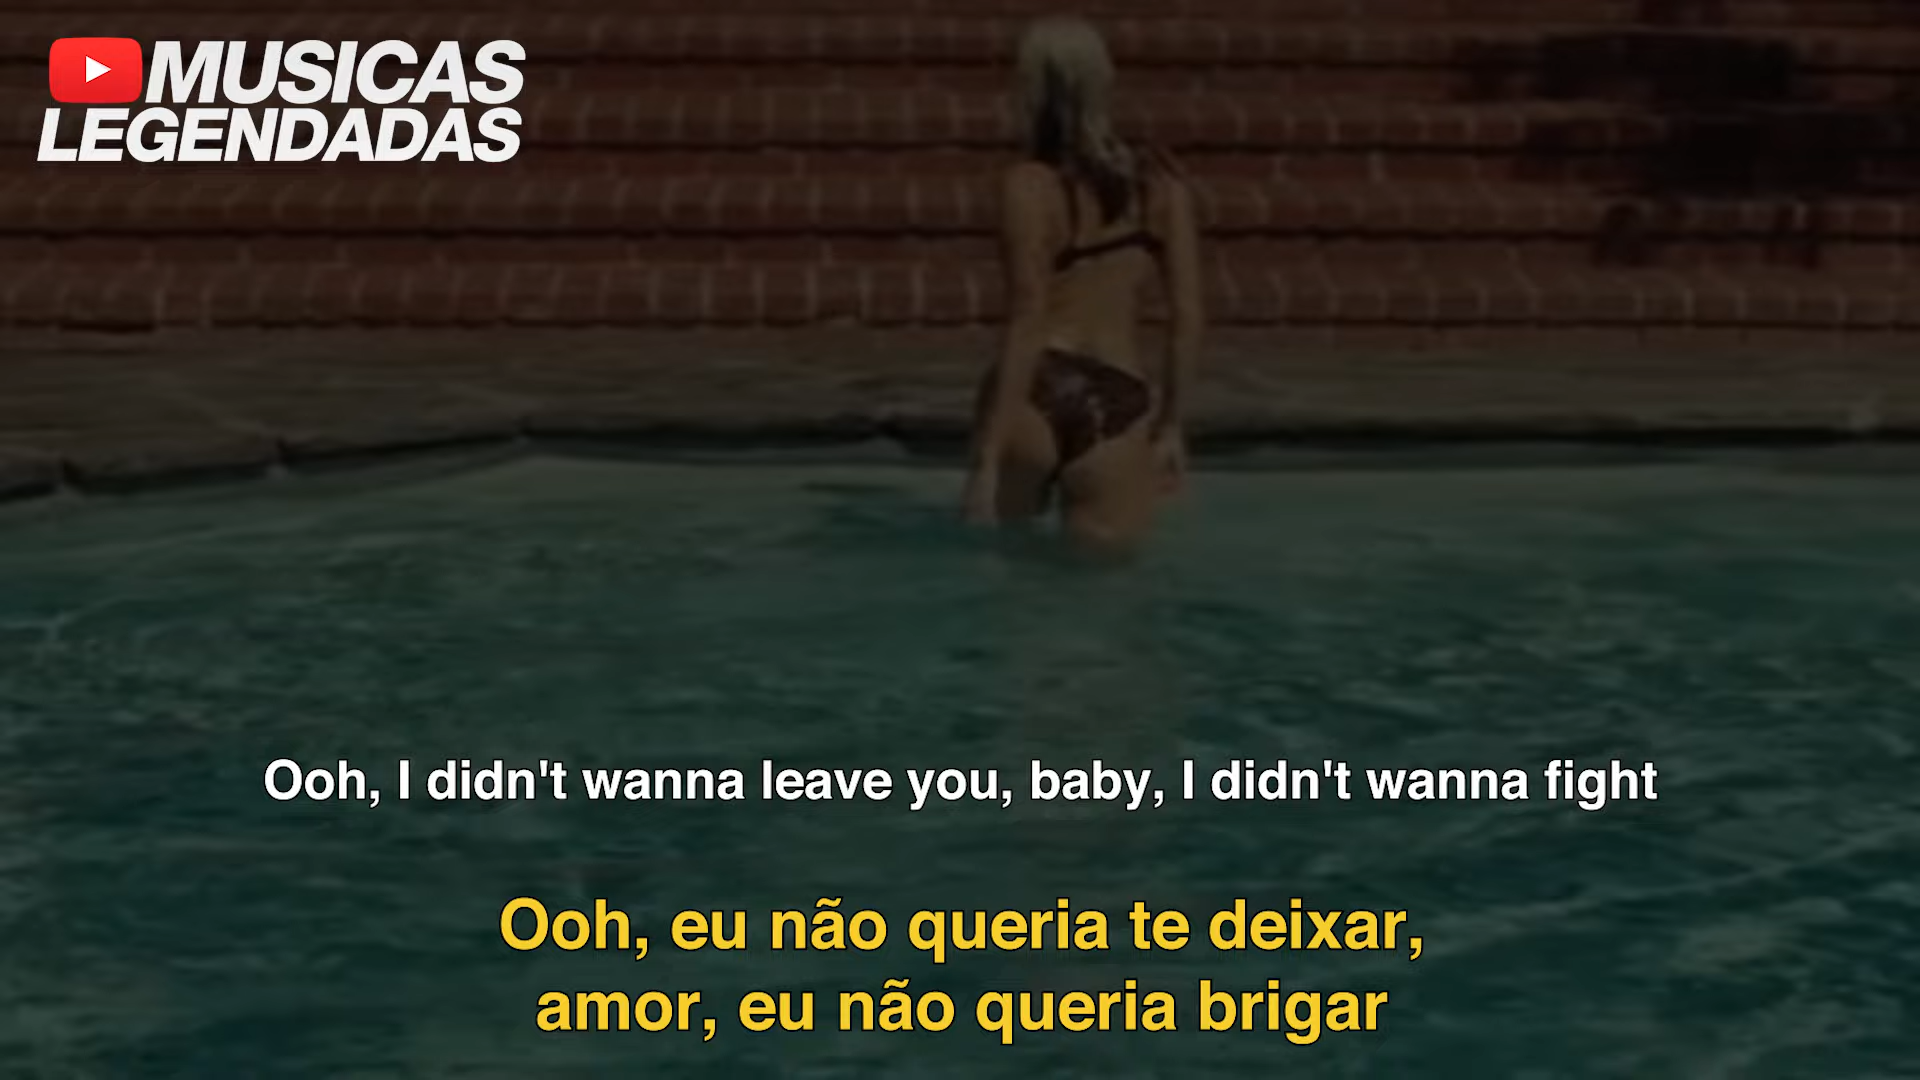 MUSICAS
LEGENDADAS
Ooh, I didn't wanna leave you, baby, I didn't wanna fight
Ooh, eu não queria te deixar,
amor, eu não queria brigar